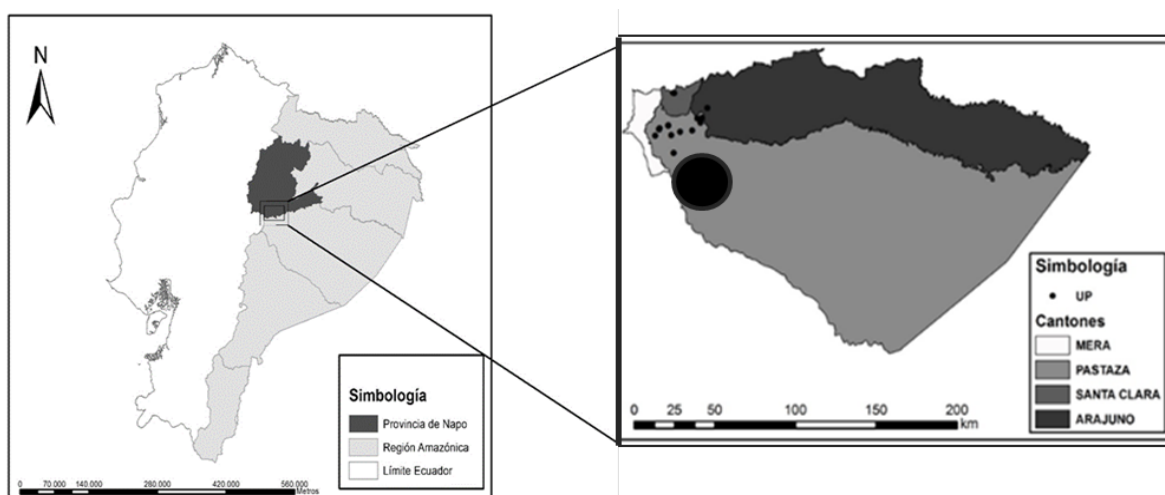 N
Simbología
Provincia de Napo
Región Amazónica
Límite Ecuador
0 70.000 140.000 280.000 420.000 560.000
Metros
Simbología
UP
Cantones
MERA
PASTAZA
SANTA CLARA
ARAJUNO
0 25 50 100 150 200
km